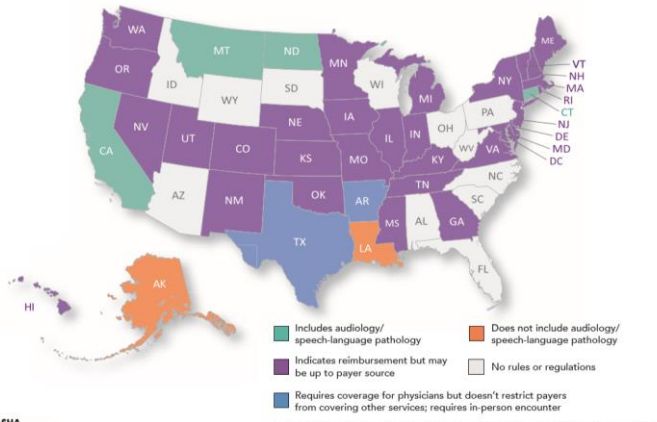 WA
MT
ND
MN
ME
OR
ID
SD
WI
VT
NH
WY
MI
NY
MA
RI
CT
NV
NE
IA
PA
NJ
UT
CO
IL
IN
OH
DE
MD
DC
CA
KS
MO
WV
VA
KY
NC
TN
AZ
NM
OK
AR
SC
MS
AL
GA
TX
LA
FL
AK
HI
Includes audiology/
speech-language pathology
Does not include audiology/
speech-language pathology
Indicates reimbursement but may
be up to payer source
No rules or regulations
Requires coverage for physicians but doesn't restrict payers
from covering other services; requires in-person encounter